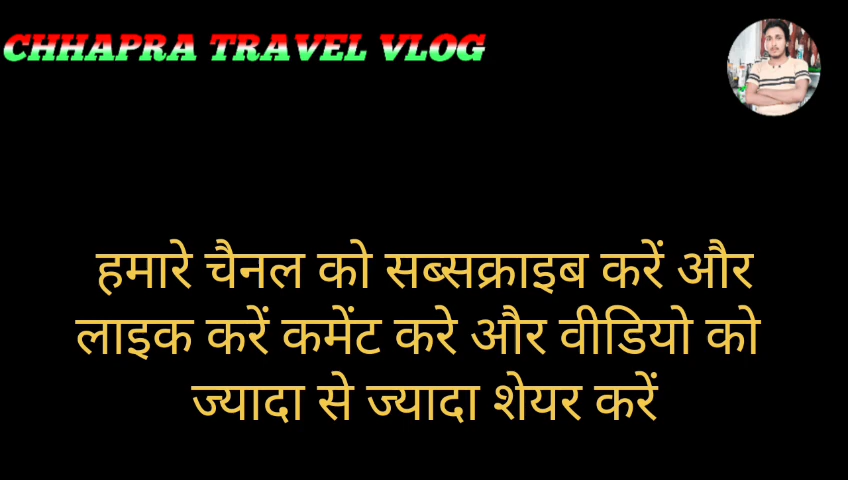 CHHAPRA TRAVEL VLOG
हमारे चैनल को सब्सक्राइब करें और
लाइक करें कमेंट करे और वीडियो को
ज्यादा से ज्यादा शेयर करें